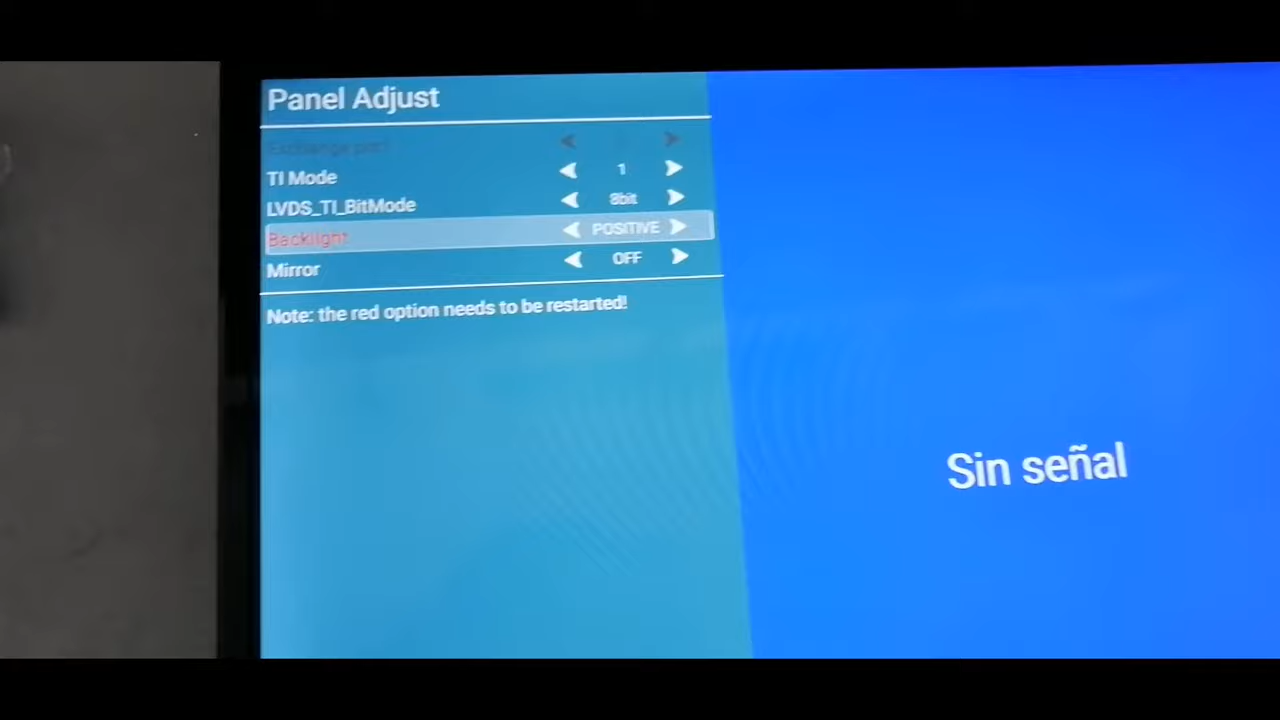 Panel Adjust
TI Mode 1
LVDS_TI_BitMode 8bit
Backlight POSITIVE
Mirror OFF
Note: the red option needs to be restarted!
Sin señal